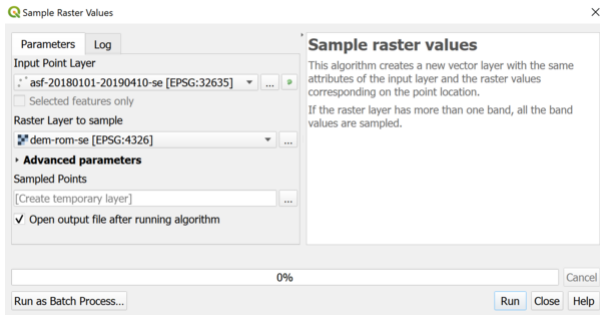 Sample Raster Values
Parameters
Log
Input Point Layer
asf-20180101-20190410-se [EPSG:32635]
...
Selected features only
Raster Layer to sample
dem-rom-se [EPSG:4326]
...
Advanced parameters
Sampled Points
[Create temporary layer]
...
Open output file after running algorithm
Sample raster values
This algorithm creates a new vector layer with the same
attributes of the input layer and the raster values
corresponding on the point location.
If the raster layer has more than one band, all the band
values are sampled.
0%
Cancel
Run as Batch Process...
Run
Close
Help